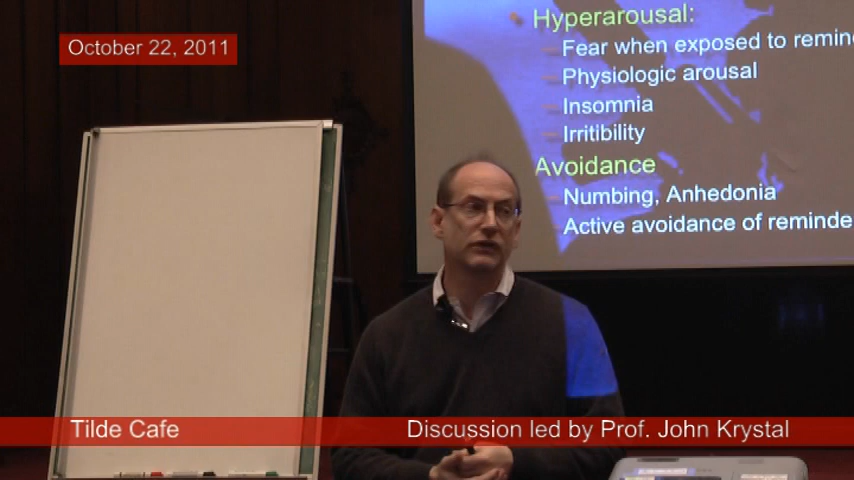 October 22, 2011
Hyperarousal:
Fear when exposed to remind
Physiologic arousal
Insomnia
Irritibility
Avoidance
Numbing, Anhedonia
Active avoidance of reminde
Tilde Cafe
Discussion led by Prof. John Krystal